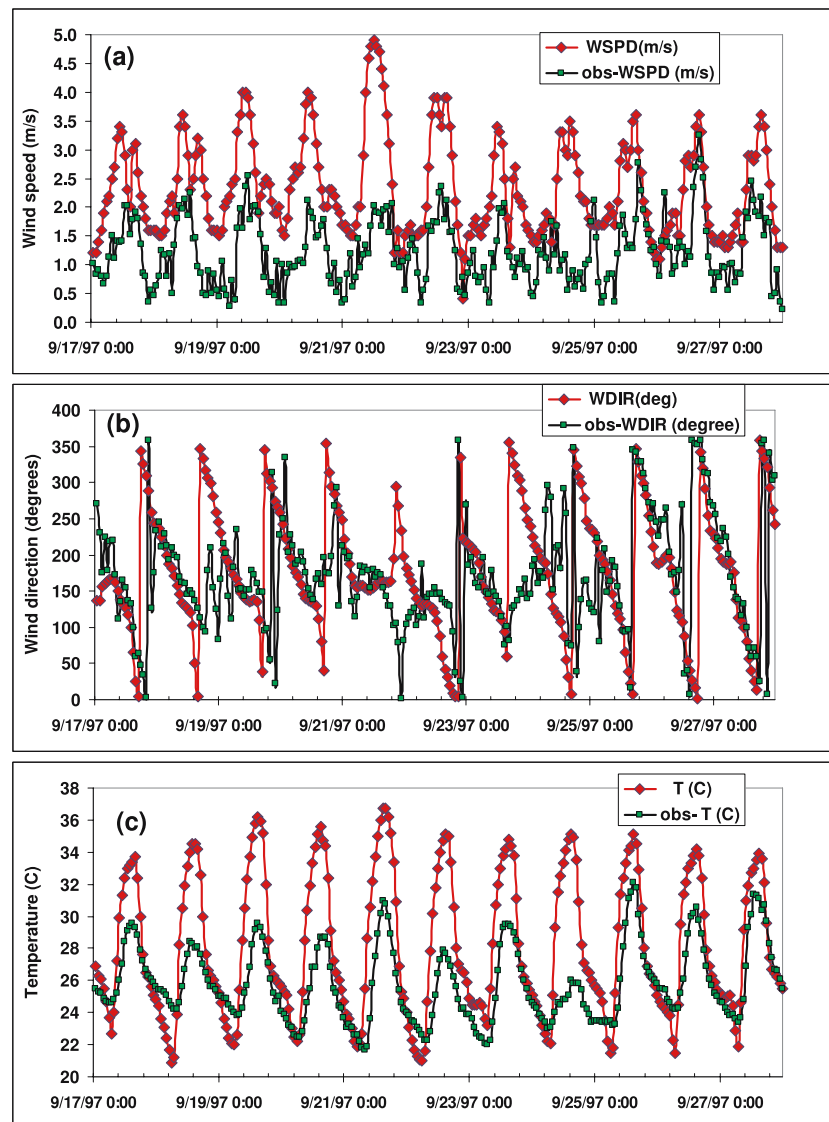 (a)
WSPD(m/s)
obs-WSPD (m/s)
Wind speed (m/s)
5.0
4.5
4.0
3.5
3.0
2.5
2.0
1.5
1.0
0.5
0.0
9/17/97 0:00 9/19/97 0:00 9/21/97 0:00 9/23/97 0:00 9/25/97 0:00 9/27/97 0:00
(b)
WDIR(deg)
obs-WDIR (degree)
Wind direction (degrees)
400
350
300
250
200
150
100
50
0
9/17/97 0:00 9/19/97 0:00 9/21/97 0:00 9/23/97 0:00 9/25/97 0:00 9/27/97 0:00
(c)
T (C)
obs- T (C)
Temperature (C)
38
36
34
32
30
28
26
24
22
20
9/17/97 0:00 9/19/97 0:00 9/21/97 0:00 9/23/97 0:00 9/25/97 0:00 9/27/97 0:00